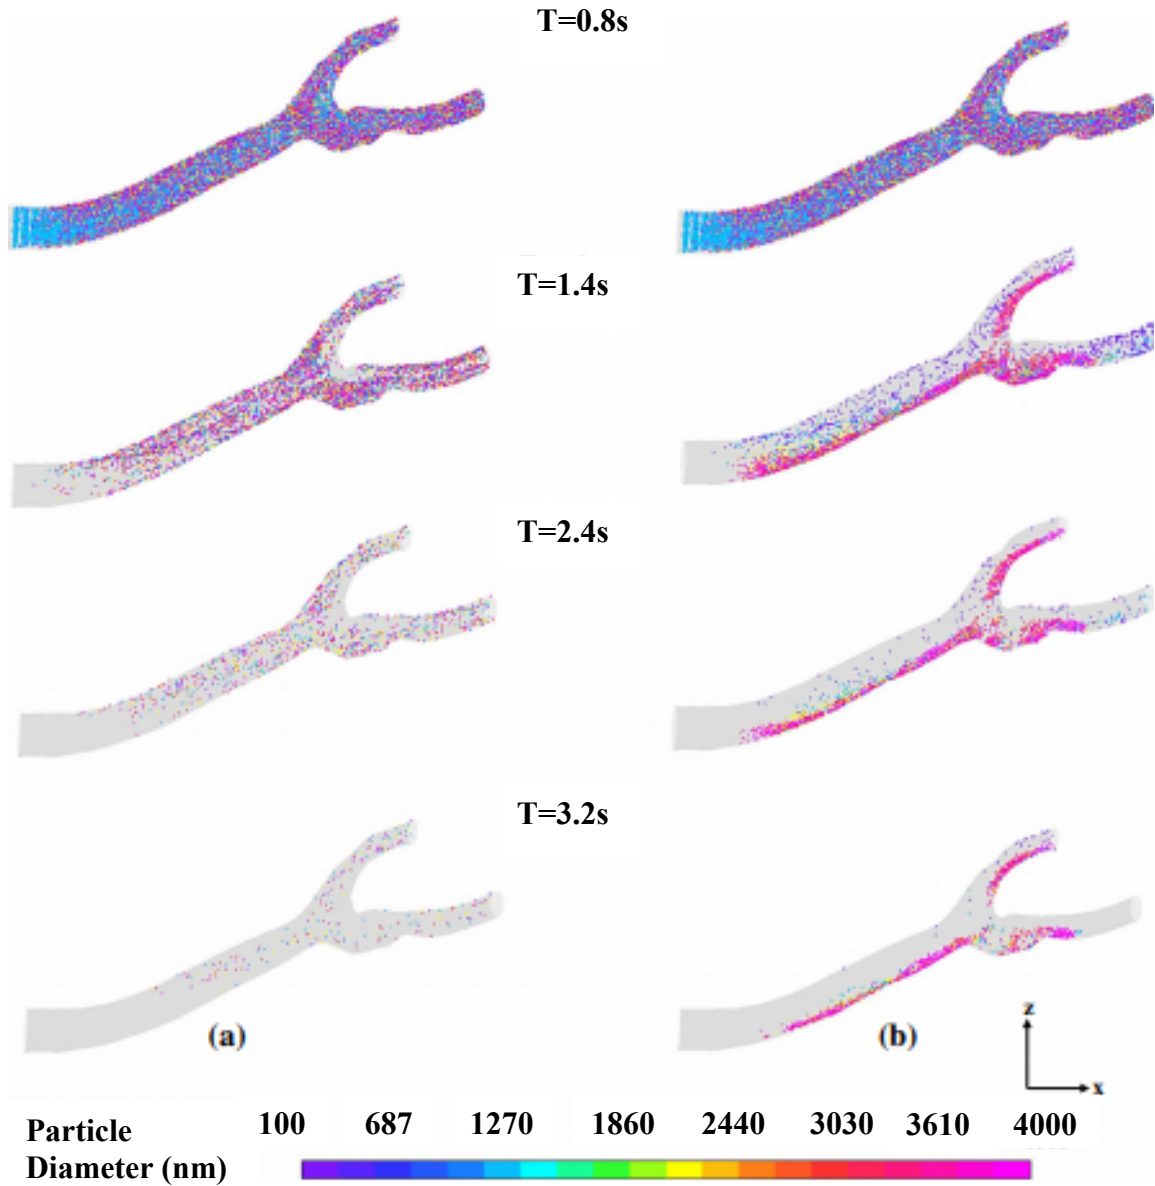 T=0.8s
T=1.4s
T=2.4s
T=3.2s
(a)
(b)
z
x
100 687 1270 1860 2440 3030 3610 4000
Particle
Diameter (nm)